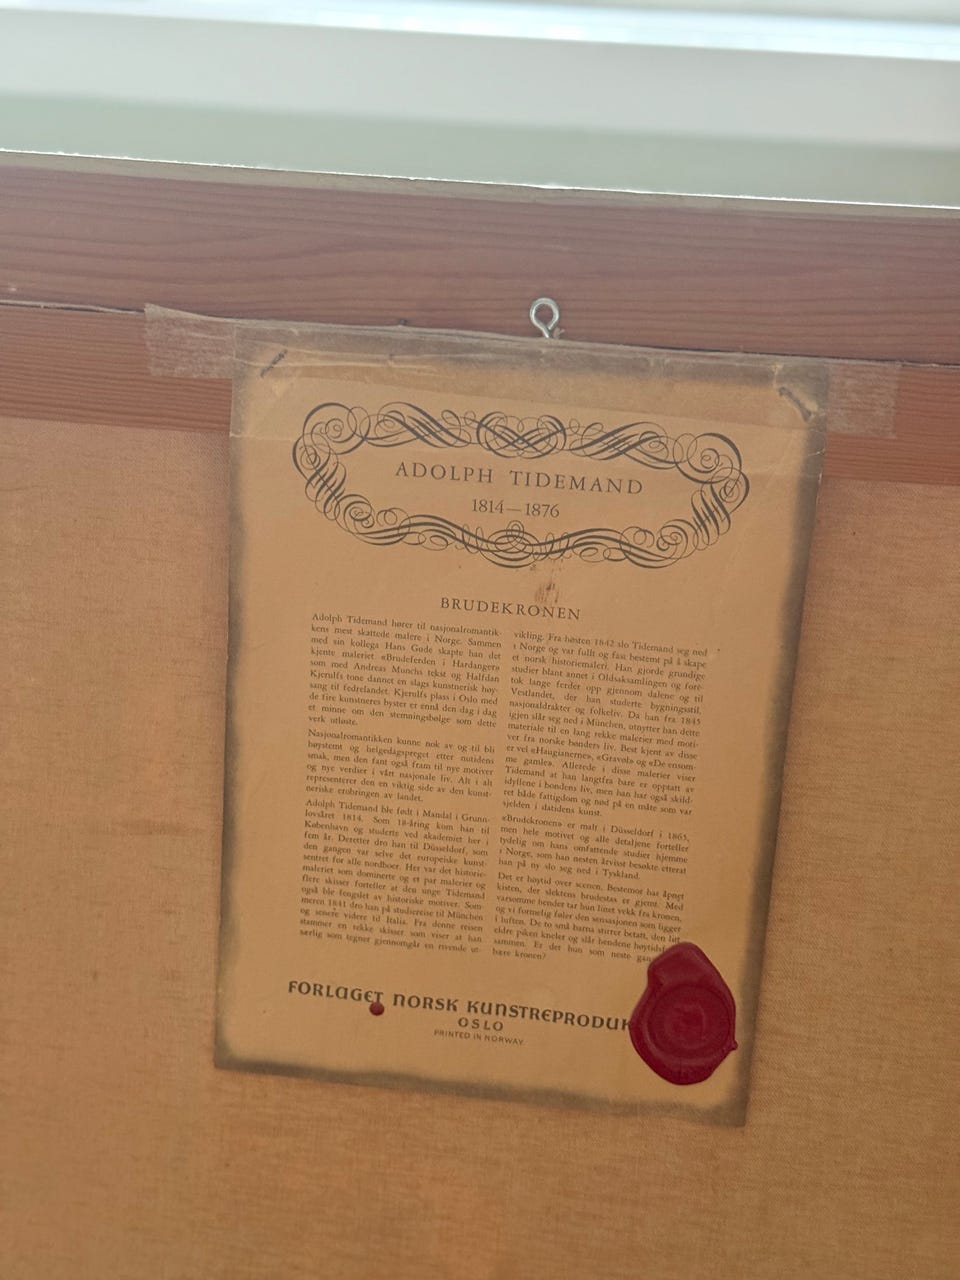 ADOLPH TIDEMAND
1814—1876
BRUDEKRONEN
Adolph Tidemand hører til nasjonalromantik-
kens mest skattede malere i Norge. Sammen
med sin kollega Hans Gude skapte han det
kjente maleriet «Brudeferden i Hardanger»
som med Andreas Munchs tekst og Halfdan
Kjerulfs tone dannet en slags kunstnerisk høy-
sang til fedrelandet. Kjerulfs plass i Oslo med
de fire kunstneres byster er ennå den dag i dag
et minne om den stemningsbølge som dette
verk utløste.
Nasjonalromantikken kunne nok av og til bli
høystemt og helgedagspreget etter nutidens
smak, men den fant også fram til nye motiver
og nye verdier i vårt nasjonale liv. Alt i alt
representerer den en viktig side av den kunst-
neriske erobringen av landet.
Adolph Tidemand ble født i Mandal i Grunn-
lovsåret 1814. Som 18-åring kom han til
København og studerte ved akademiet her i
fem år. Deretter dro han til Düsseldorf, som
den gangen var selve det europeiske kunst-
sentret for alle nordboer. Her var det historie-
maleriet som dominerte og et par malerier og
flere skisser forteller at den unge Tidemand
også ble fengslet av historiske motiver. Som-
meren 1841 dro han på studiereise til München
og senere videre til Italia. Fra denne reisen
stammer en rekke skisser som viser at han
særlig som tegner gjennomgår en rivende ut-
vikling. Fra høsten 1842 slo Tidemand seg ned
i Norge og var fullt og fast bestemt på å skape
et norsk historiemaleri. Han gjorde grundige
studier blant annet i Oldsaksamlingen og fore-
tok lange ferder opp gjennom dalene og til
Vestlandet, der han studerte bygningsstil,
nasjonaldrakter og folkeliv. Da han fra 1845
igjen slår seg ned i München, utnytter han dette
materiale til en lang rekke malerier med moti-
ver fra norske bønders liv. Best kjent av disse
er vel «Haugianerne», «Gravøl» og «De ensom-
me gamle». Allerede i disse malerier viser
Tidemand at han langtfra bare er opptatt av
idyllene i bondens liv, men han har også skild-
ret både fattigdom og nød på en måte som var
sjelden i datidens kunst.
«Brudekronen» er malt i Düsseldorf i 1865,
men hele motivet og alle detaljene forteller
tydelig om hans omfattende studier hjemme
i Norge, som han nesten årvisst besøkte etterat
han på ny slo seg ned i Tyskland.
Det er høytid over scenen. Bestemor har åpnet
kisten, der slektens brudestas er gjemt. Med
varsomme hender tar hun linet vekk fra kronen,
og vi formelig føler den sensasjonen som ligger
i luften. De to små barna stirrer betatt, den litt
eldre piken kneler og slår hendene
sammen. Er det hun som neste
bære kronen?
FORLAGET NORSK KUNSTREPRODUK
OSLO
PRINTED IN NORWAY